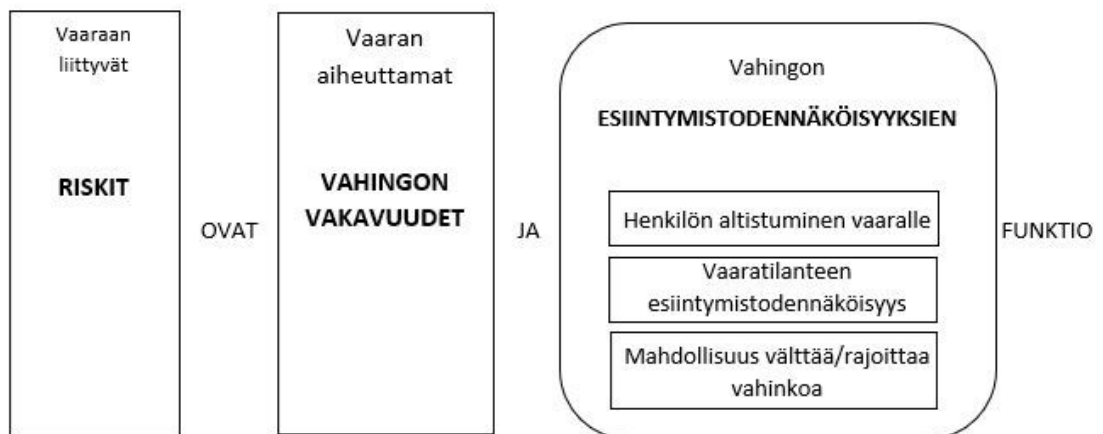 Vaaraan
liittyvät
RISKIT
OVAT
Vaaran
aiheuttamat
VAHINGON
VAKAVUUDET
JA
Vahingon
ESIINTYMISTODENNÄKÖISYYKSIEN
Henkilön altistuminen vaaralle
Vaaratilanteen
esiintymistodennäköisyys
Mahdollisuus välttää/rajoittaa
vahinkoa
FUNKTIO